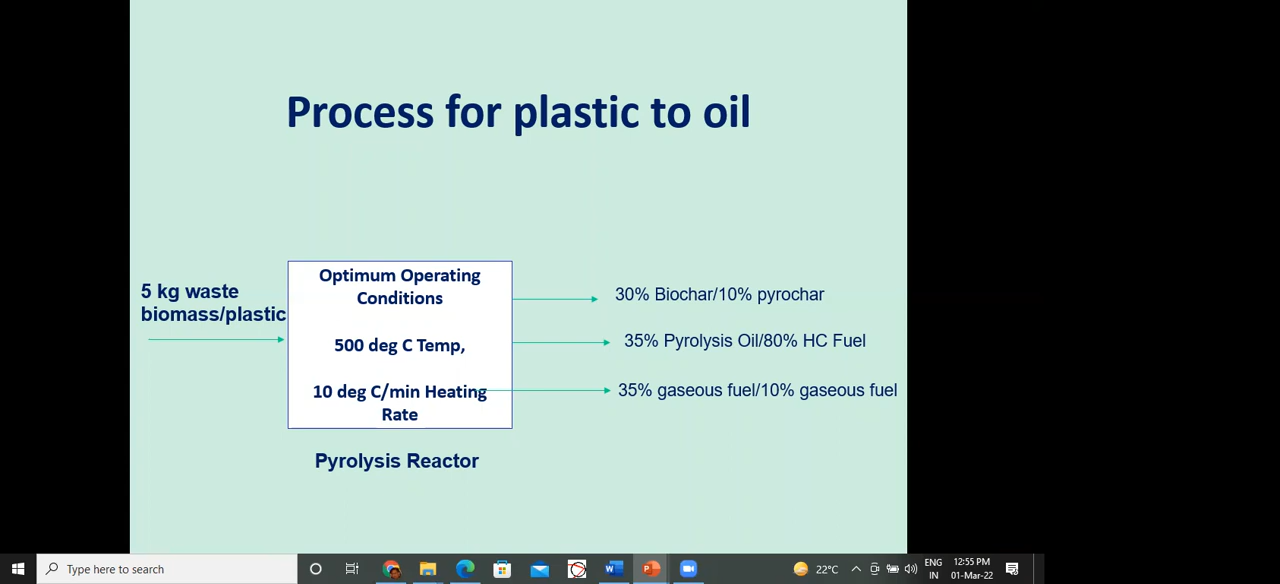 Process for plastic to oil
5 kg waste
biomass/plastic
Optimum Operating
Conditions
500 deg C Temp,
10 deg C/min Heating
Rate
30% Biochar/10% pyrochar
35% Pyrolysis Oil/80% HC Fuel
35% gaseous fuel/10% gaseous fuel
Pyrolysis Reactor
Type here to search
22°C
ENG
IN
12:55 PM
01-Mar-22